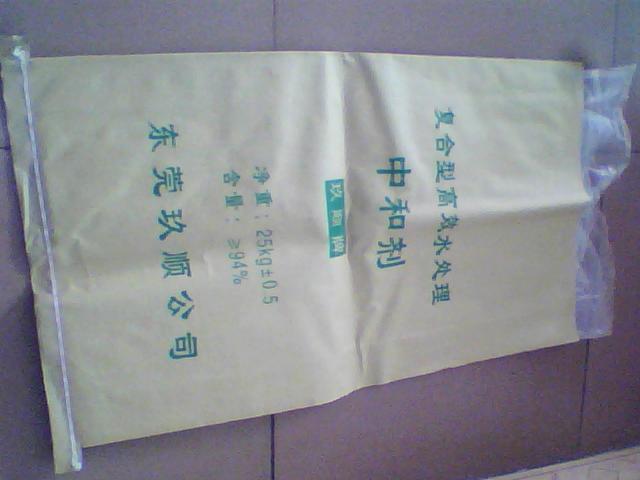 复合型高效水处理
中和剂
玖顺牌
净重：25kg±0.5
含量：≥94%
东莞玖顺公司